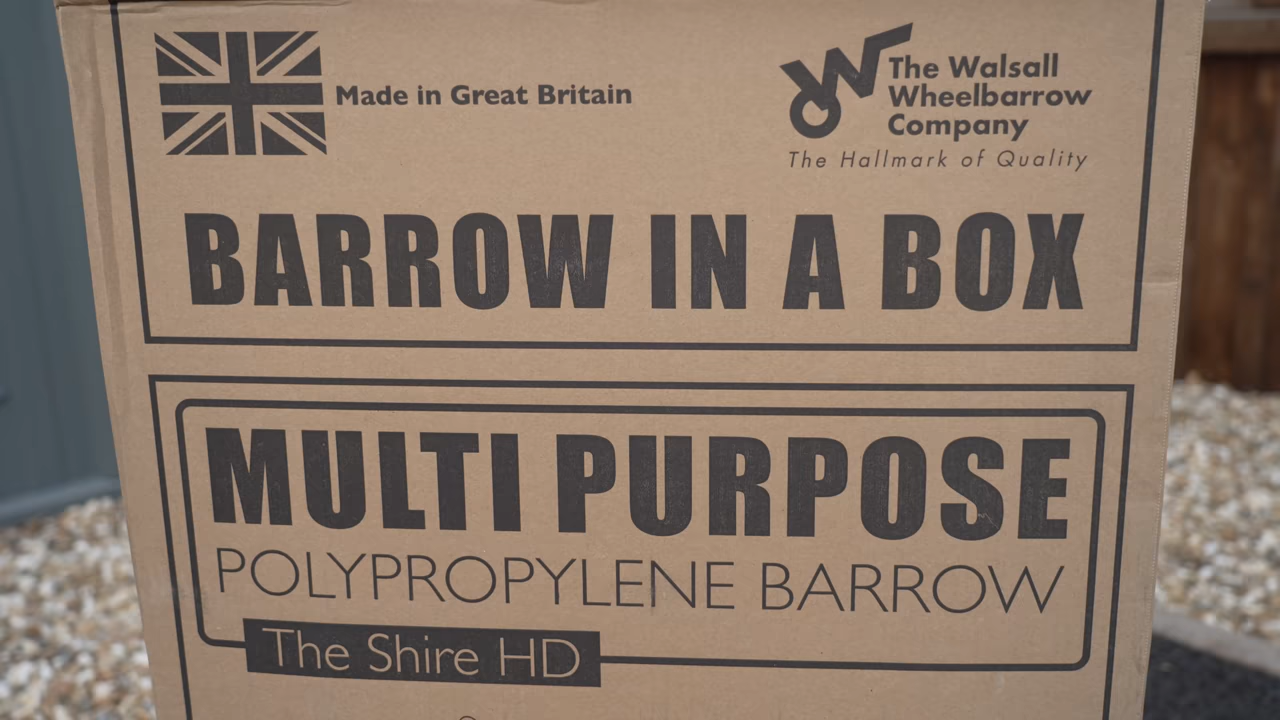 Made in Great Britain
The Walsall
Wheelbarrow
Company
The Hallmark of Quality
BARROW IN A BOX
MULTI PURPOSE
POLYPROPYLENE BARROW
The Shire HD